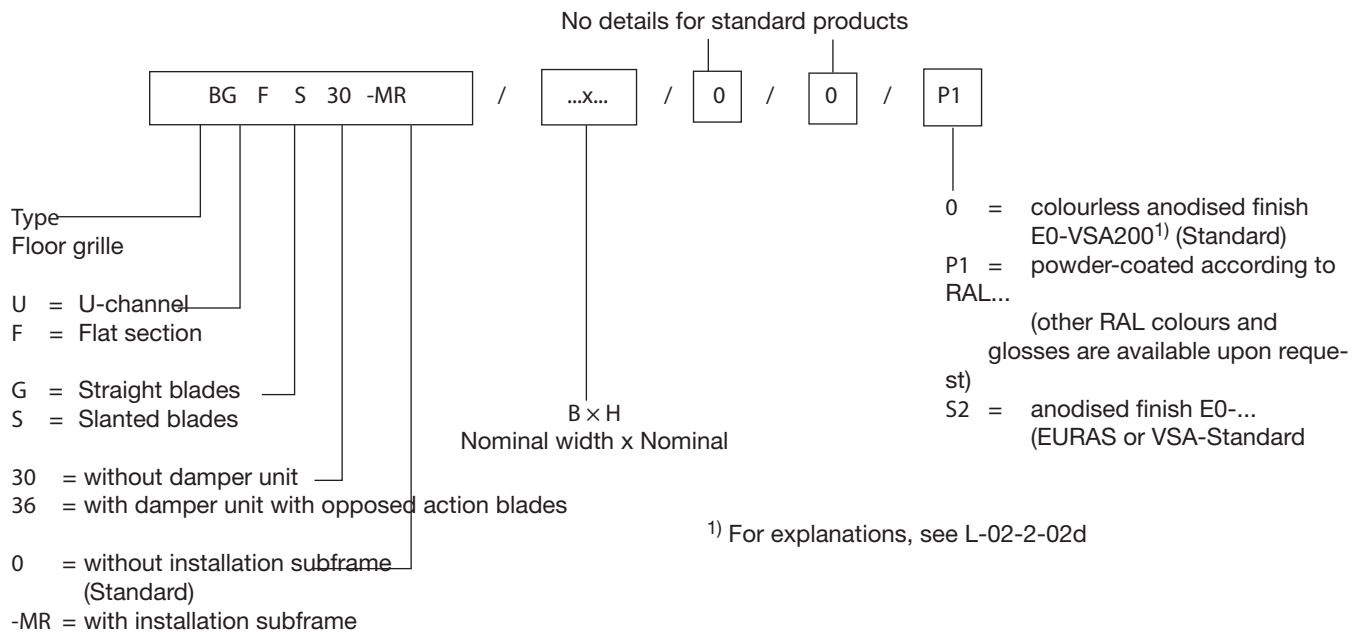 No details for standard products
BG F S 30 -MR / ...x... / 0 / 0 / P1
Type
Floor grille
U = U-channel
F = Flat section
G = Straight blades
S = Slanted blades
30 = without damper unit
36 = with damper unit with opposed action blades
0 = without installation subframe
(Standard)
-MR = with installation subframe
B × H
Nominal width x Nominal
0 = colourless anodised finish
E0-VSA200¹⁾ (Standard)
P1 = powder-coated according to
RAL...
(other RAL colours and
glosses are available upon reque-
st)
S2 = anodised finish E0-...
(EURAS or VSA-Standard
¹⁾ For explanations, see L-02-2-02d